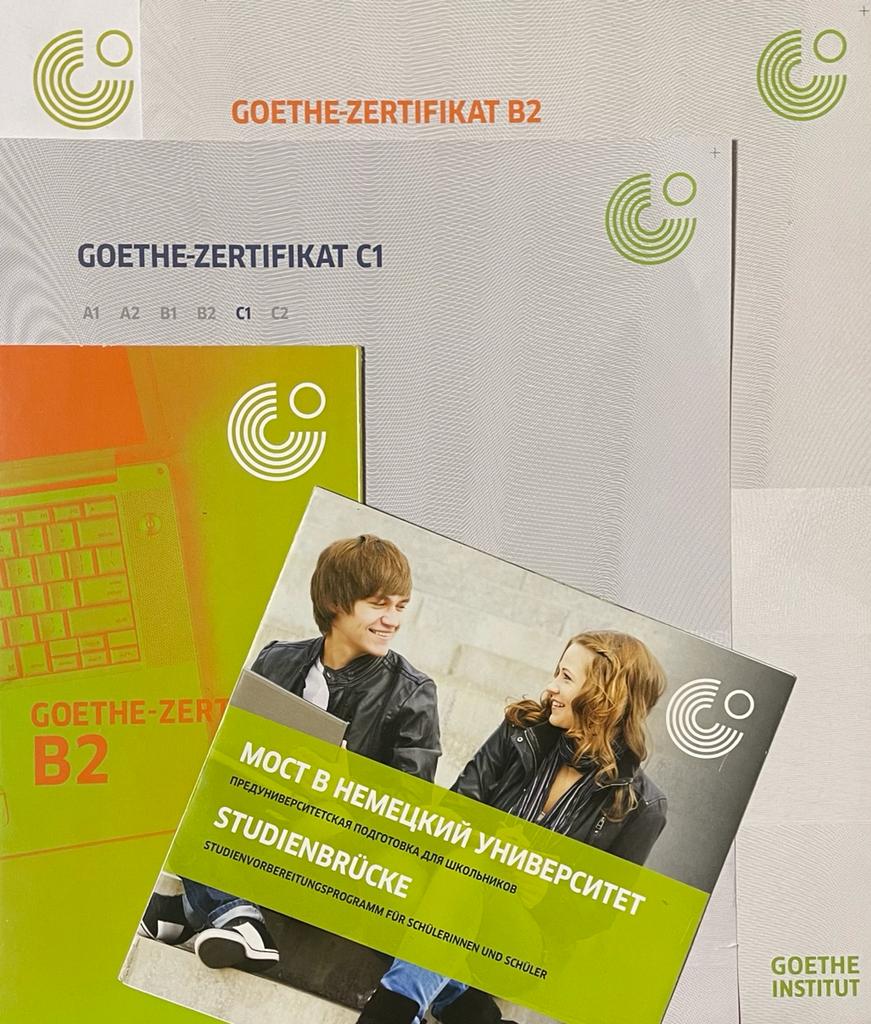 GOETHE-ZERTIFIKAT B2
GOETHE-ZERTIFIKAT C1
A1 A2 B1 B2 C1 C2
GOETHE-ZERT
B2
МОСТ В НЕМЕЦКИЙ УНИВЕРСИТЕТ
ПРЕДУНИВЕРСИТЕТСКАЯ ПОДГОТОВКА ДЛЯ ШКОЛЬНИКОВ
STUDIENBRÜCKE
STUDIENVORBEREITUNGSPROGRAMM FÜR SCHÜLERINNEN UND SCHÜLER
GOETHE
INSTITUT